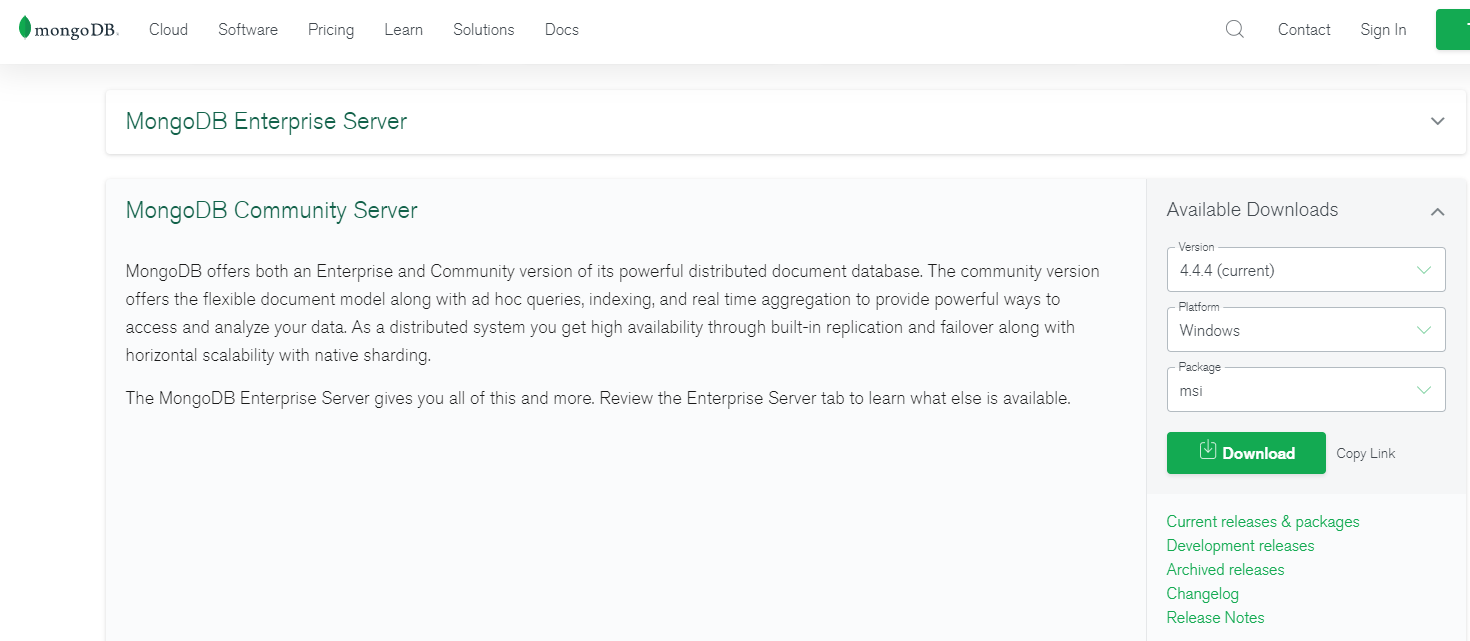 mongoDB. Cloud Software Pricing Learn Solutions Docs Contact Sign In
MongoDB Enterprise Server
MongoDB Community Server
MongoDB offers both an Enterprise and Community version of its powerful distributed document database. The community version
offers the flexible document model along with ad hoc queries, indexing, and real time aggregation to provide powerful ways to
access and analyze your data. As a distributed system you get high availability through built-in replication and failover along with
horizontal scalability with native sharding.
The MongoDB Enterprise Server gives you all of this and more. Review the Enterprise Server tab to learn what else is available.
Available Downloads
Version
4.4.4 (current)
Platform
Windows
Package
msi
Download Copy Link
Current releases & packages
Development releases
Archived releases
Changelog
Release Notes